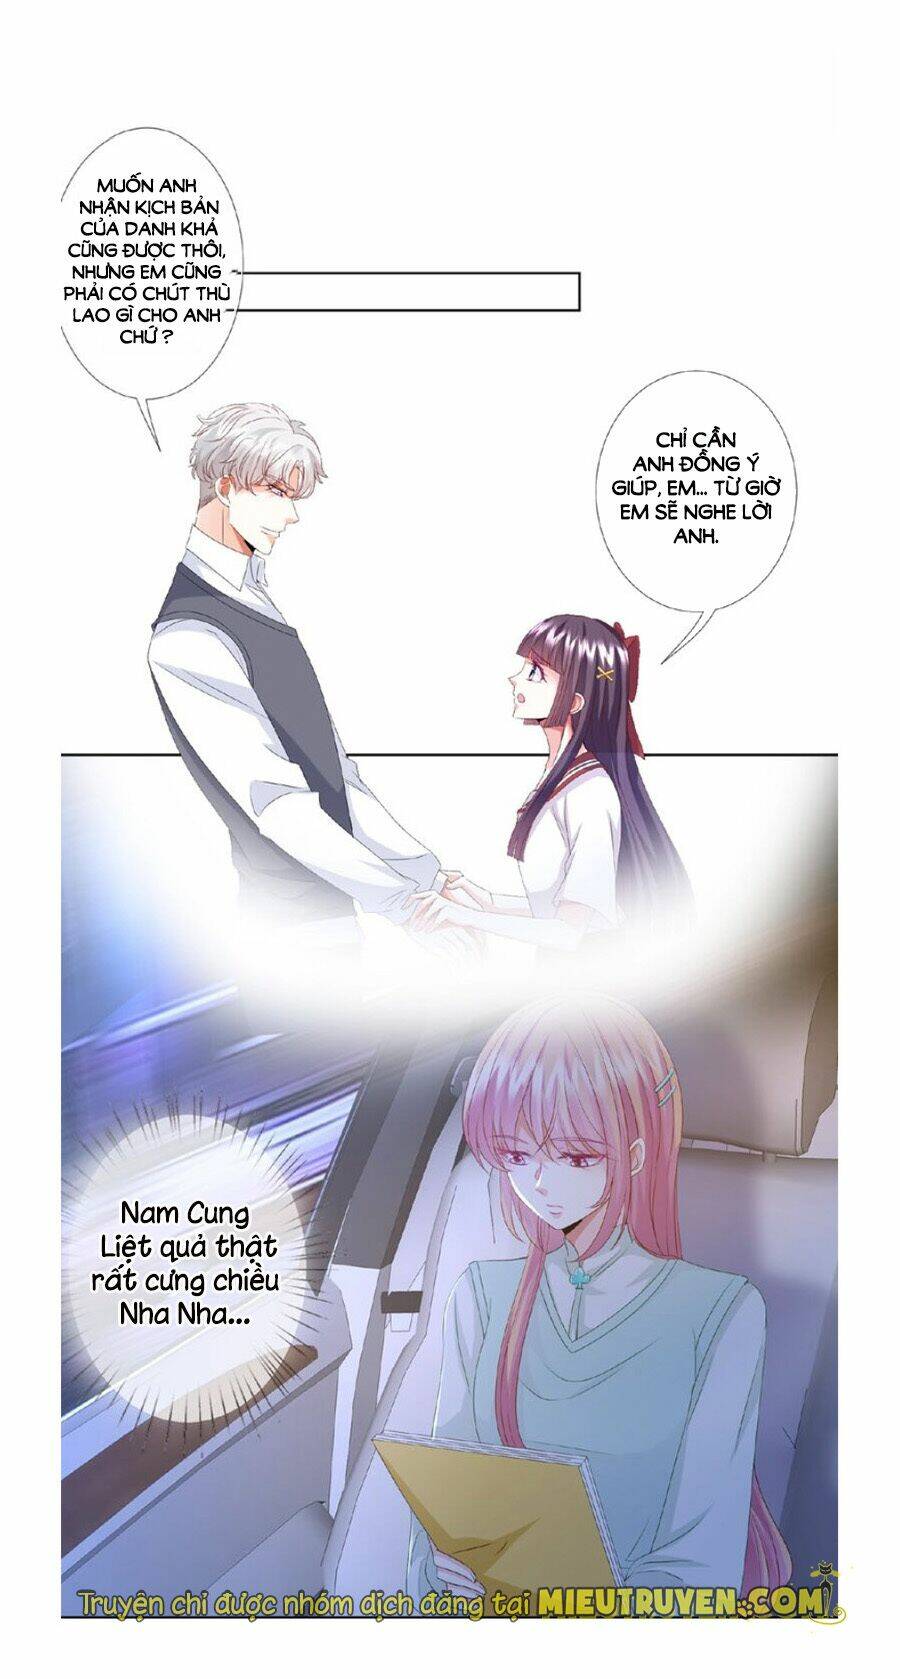 MUỐN ANH
NHẬN KỊCH BẢN
CỦA DANH KHẢ
CŨNG ĐƯỢC THÔI,
NHƯNG EM CŨNG
PHẢI CÓ CHÚT THÙ
LAO GÌ CHO ANH
CHỨ ?
CHỈ CẦN
ANH ĐỒNG Ý
GIÚP, EM... TỪ GIỜ
EM SẼ NGHE LỜI
ANH.
Nam Cung
Liệt quả thật
rất cưng chiều
Nha Nha...
Truyện chỉ được nhóm dịch đăng tại MIEUTRUYEN.COM